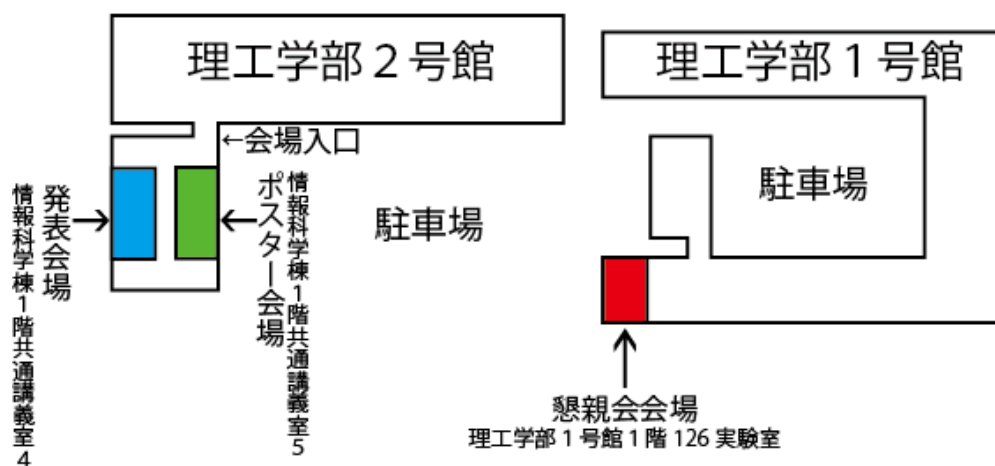 理工学部２号館
理工学部１号館
←会場入口
発表会場
情報科学棟１階共通講義室４
ポスター会場
情報科学棟１階共通講義室５
駐車場
駐車場
懇親会会場
理工学部１号館１階 126 実験室